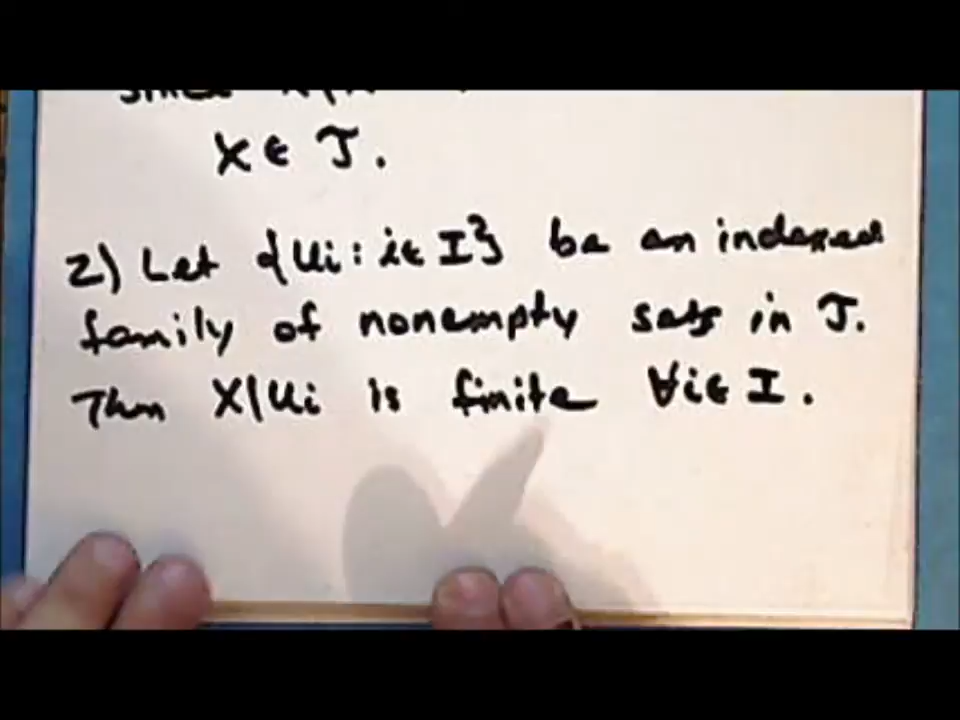 X ∈ T.
2) Let {Ui : i ∈ I} be an indexed
family of nonempty sets in T.
Then X\Ui is finite ∀i ∈ I.